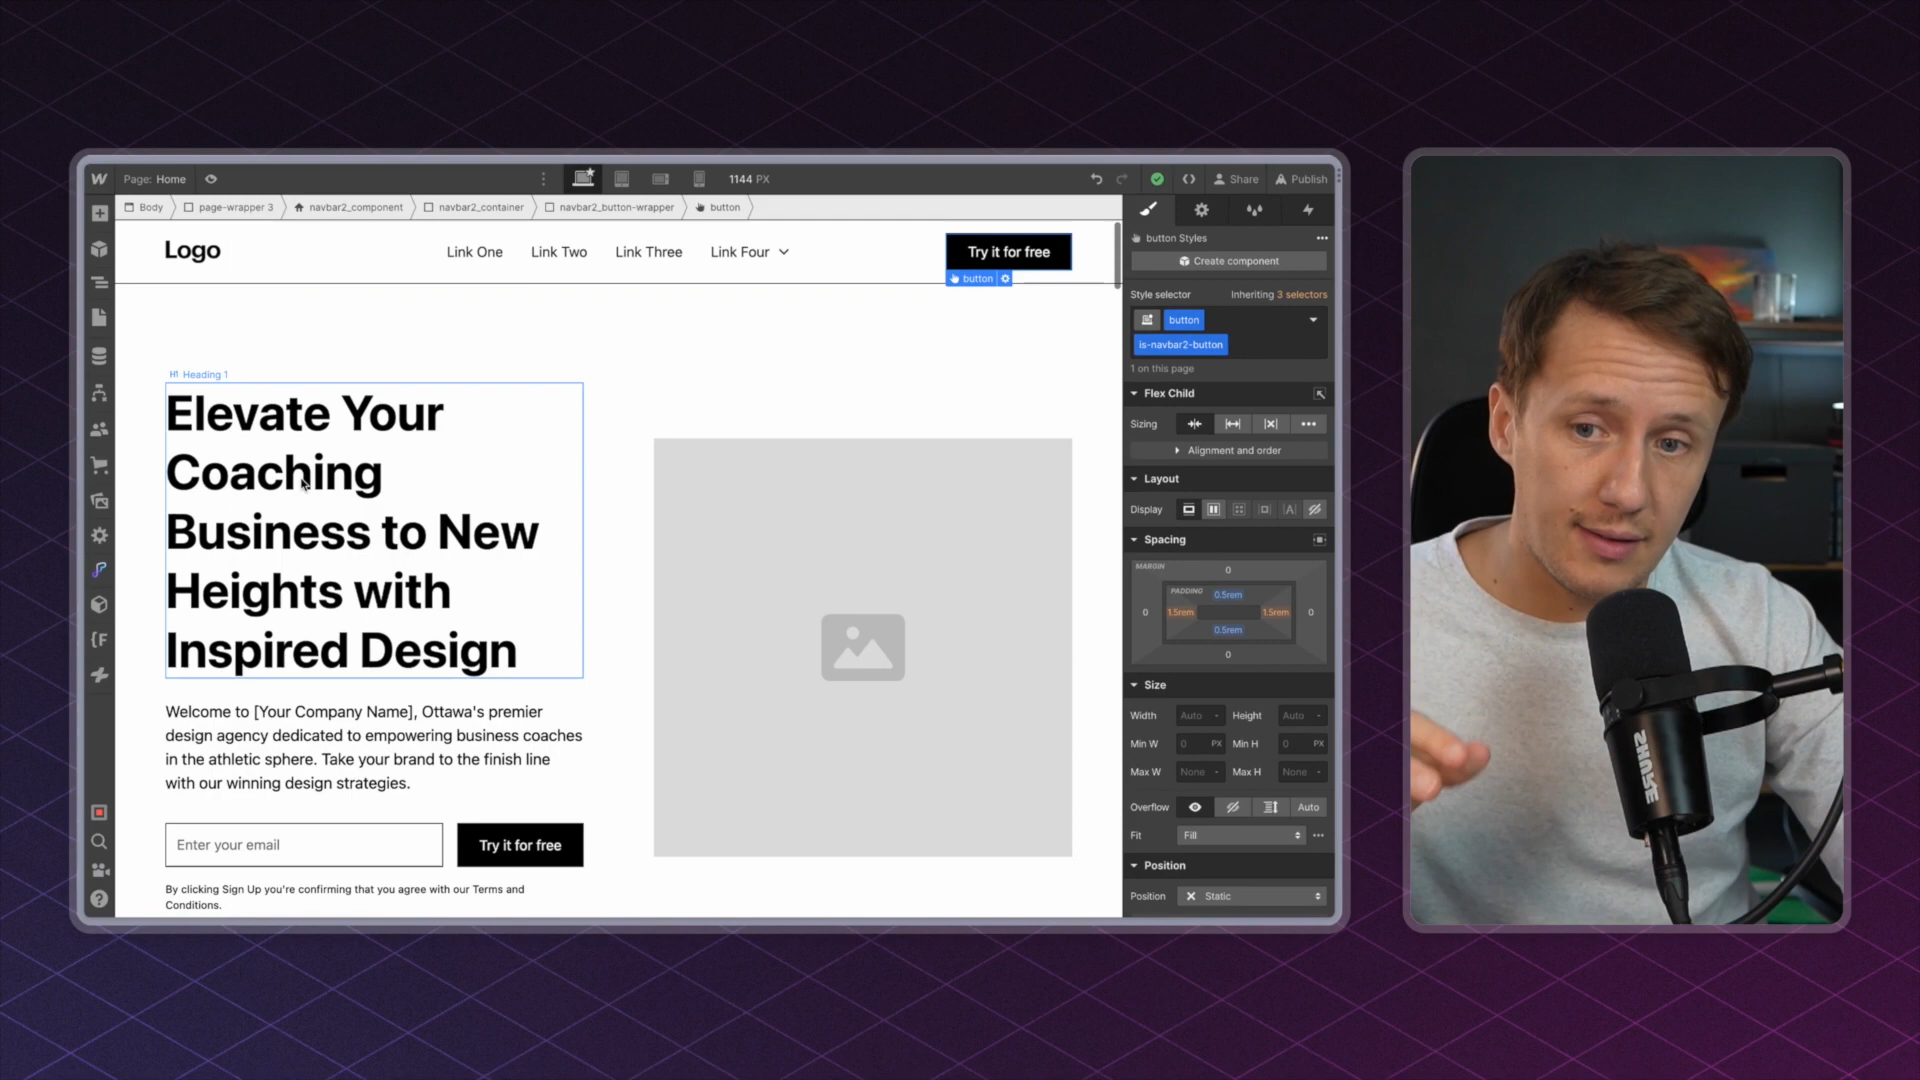 Page: Home
1144 PX
Share
Publish
Body
page-wrapper 3
navbar2_component
navbar2_container
navbar2_button-wrapper
button
Logo
Link One
Link Two
Link Three
Link Four
Try it for free
button
H1 Heading 1
Elevate Your
Coaching
Business to New
Heights with
Inspired Design
Welcome to [Your Company Name], Ottawa's premier
design agency dedicated to empowering business coaches
in the athletic sphere. Take your brand to the finish line
with our winning design strategies.
Enter your email
Try it for free
By clicking Sign Up you're confirming that you agree with our Terms and
Conditions.
button Styles
Create component
Style selector
Inheriting 3 selectors
button
is-navbar2-button
1 on this page
Flex Child
Sizing
Alignment and order
Layout
Display
Spacing
MARGIN
0
PADDING
0.5rem
0
1.5rem
1.5rem
0
0.5rem
0
Size
Width
Auto -
Height
Auto -
Min W
0 PX
Min H
0 PX
Max W
None -
Max H
None -
Overflow
Auto
Fit
Fill
Position
Position
Static
SHURE